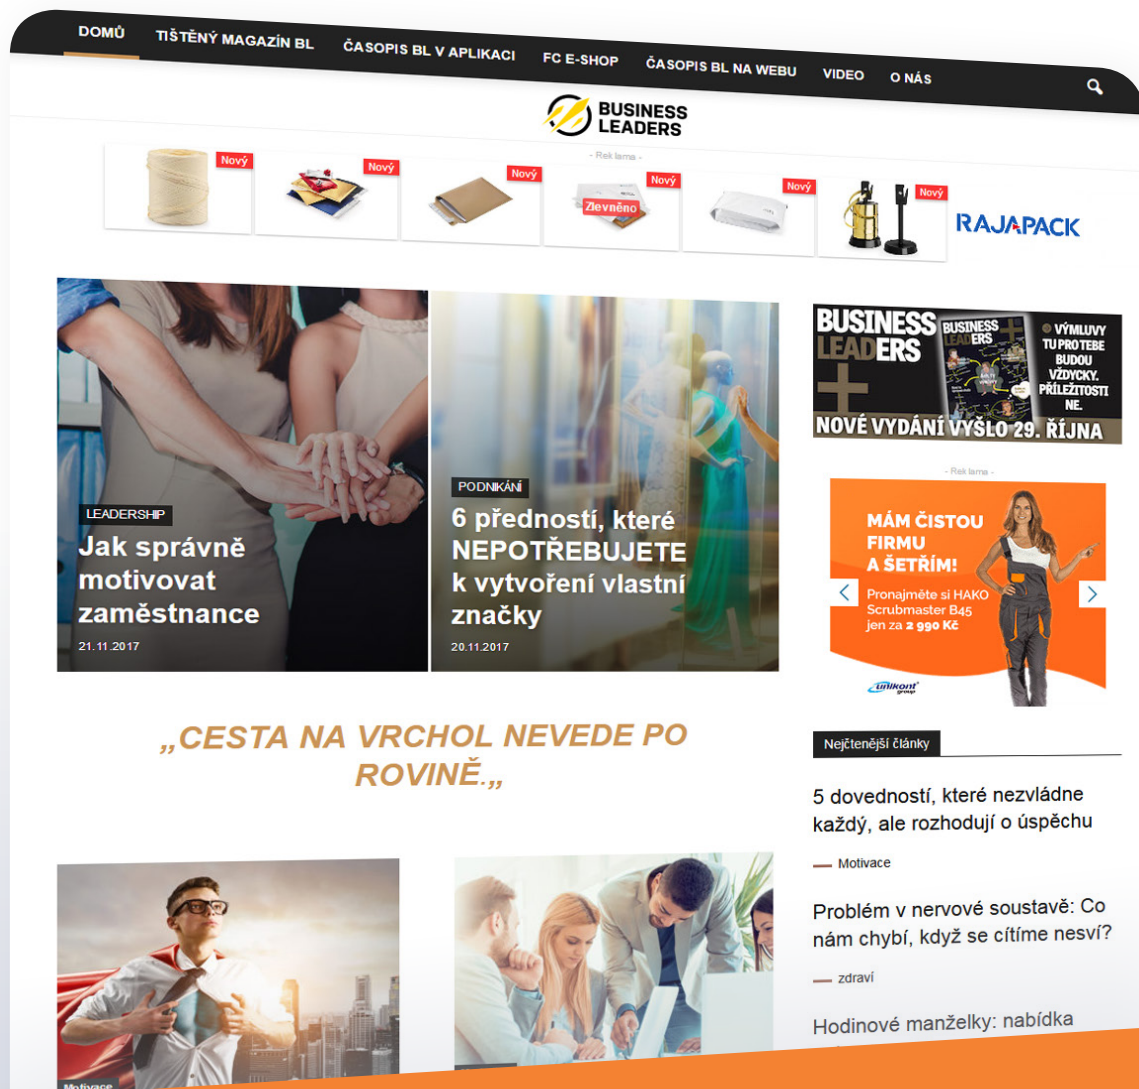 DOMŮ
TIŠTĚNÝ MAGAZÍN BL
ČASOPIS BL V APLIKACI
FC E-SHOP
ČASOPIS BL NA WEBU
VIDEO
O NÁS
BUSINESS
LEADERS
- Reklama -
Nový
Nový
Nový
Nový
Zlevněno
Nový
Nový
RAJAPACK
LEADERSHIP
Jak správně
motivovat
zaměstnance
21.11.2017
PODNIKÁNÍ
6 předností, které
NEPOTŘEBUJETE
k vytvoření vlastní
značky
20.11.2017
BUSINESS
LEADERS
BUSINESS
LEADERS
VÝMLUVY
TU PRO TEBE
BUDOU
VŽDYCKY.
PŘÍLEŽITOSTI
NE.
NOVÉ VYDÁNÍ VYŠLO 29. ŘÍJNA
- Reklama -
MÁM ČISTOU
FIRMU
A ŠETŘÍM!
Pronajměte si HAKO
Scrubmaster B45
jen za 2 990 Kč
unikont
group
„CESTA NA VRCHOL NEVEDE PO
ROVINĚ.„
Nejčtenější články
5 dovedností, které nezvládne
každý, ale rozhodují o úspěchu
Motivace
Problém v nervové soustavě: Co
nám chybí, když se cítíme nesví?
zdraví
Hodinové manželky: nabídka
Motivace